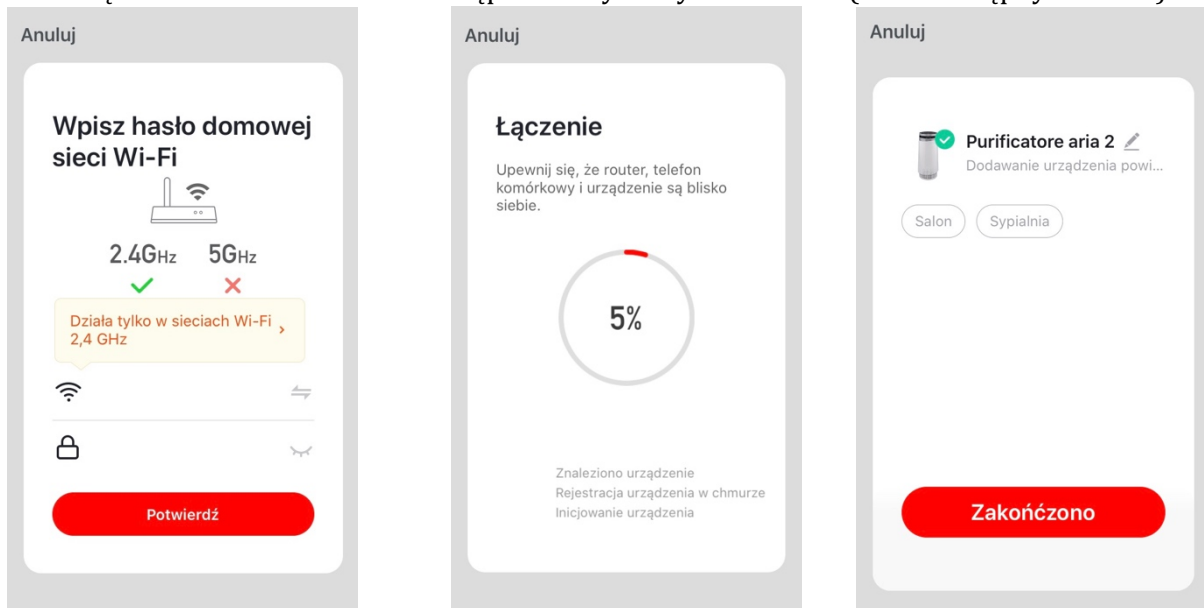 Anuluj
Wpisz hasło domowej
sieci Wi-Fi
2.4GHz 5GHz
Działa tylko w sieciach Wi-Fi
2,4 GHz
Potwierdź
Anuluj
Łączenie
Upewnij się, że router, telefon
komórkowy i urządzenie są blisko
siebie.
5%
Znaleziono urządzenie
Rejestracja urządzenia w chmurze
Inicjowanie urządzenia
Anuluj
Purificatore aria 2
Dodawanie urządzenia powi...
Salon Sypialnia
Zakońćzono